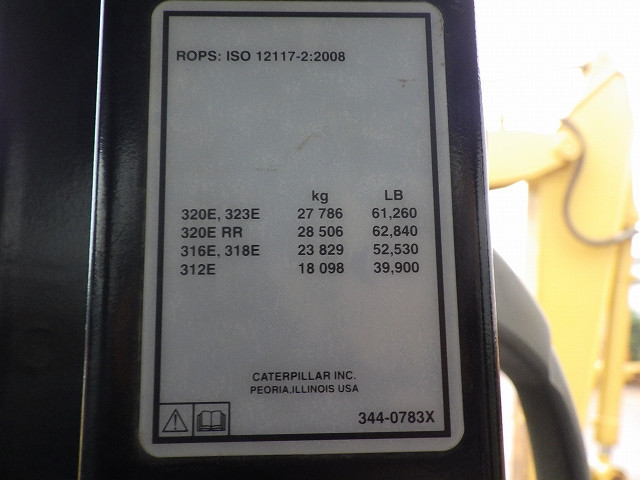 ROPS: ISO 12117-2:2008
kg LB
320E, 323E 27 786 61,260
320E RR 28 506 62,840
316E, 318E 23 829 52,530
312E 18 098 39,900
CATERPILLAR INC.
PEORIA,ILLINOIS USA
344-0783X